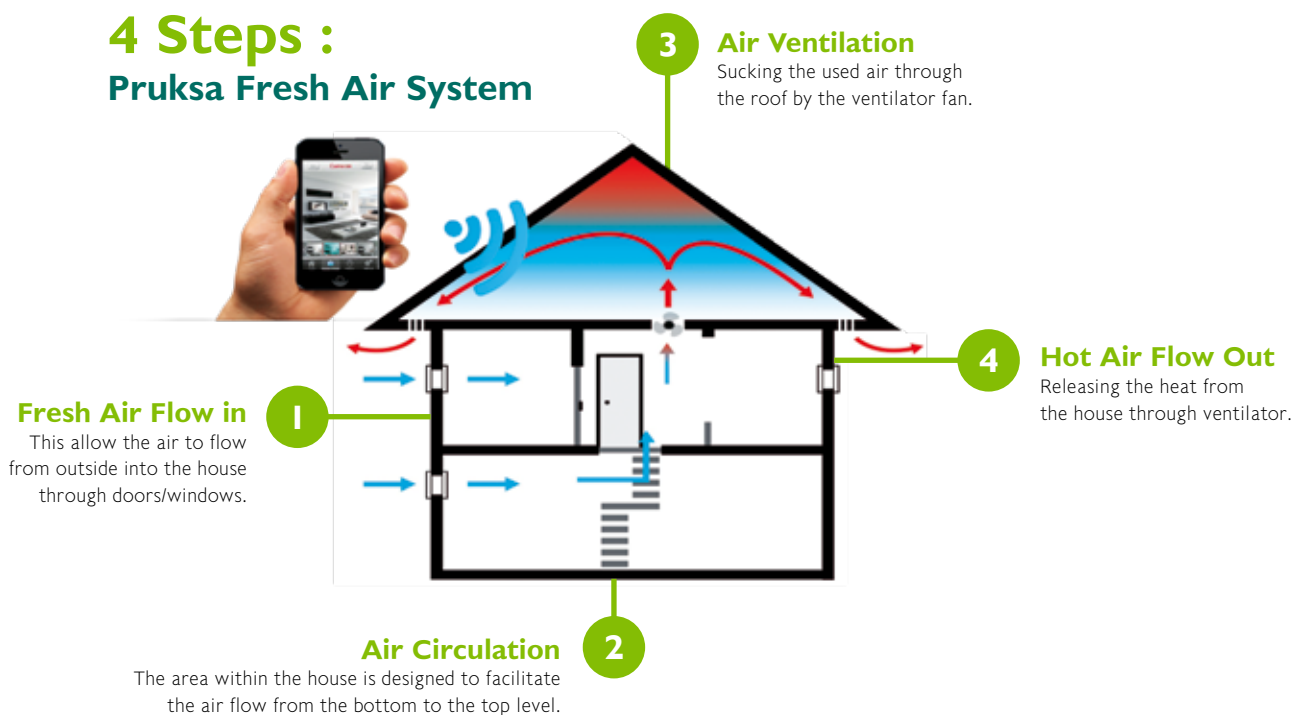 4 Steps :
Pruksa Fresh Air System
3
Air Ventilation
Sucking the used air through
the roof by the ventilator fan.
4
Hot Air Flow Out
Releasing the heat from
the house through ventilator.
1
Fresh Air Flow in
This allow the air to flow
from outside into the house
through doors/windows.
2
Air Circulation
The area within the house is designed to facilitate
the air flow from the bottom to the top level.